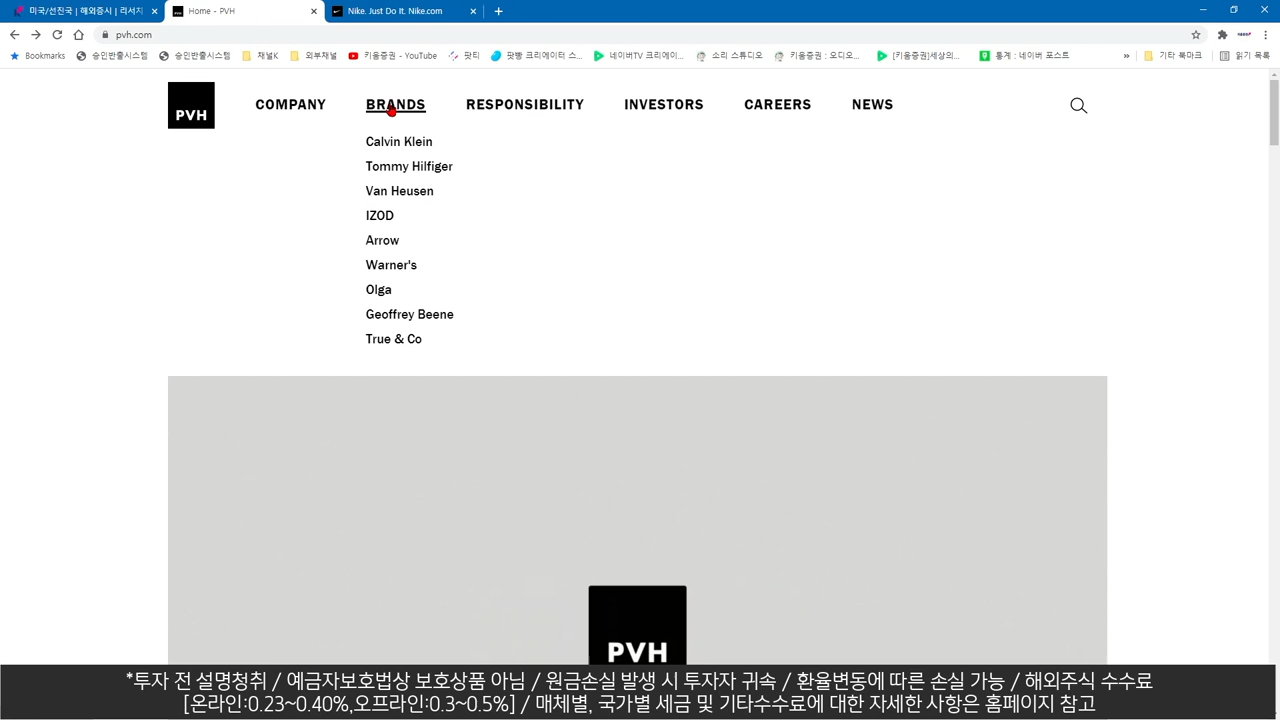 미국/선진국 | 해외증시 | 리서치
Home - PVH
Nike. Just Do It. Nike.com
pvh.com
Bookmarks
승인반출시스템
승인반출시스템
채널K
외부채널
키움증권 - YouTube
팟티
팟빵 크리에이터 스...
네이버TV 크리에이...
소리 스튜디오
키움증권 : 오디오...
[키움증권]세상의...
통계 : 네이버 포스트
»
기타 북마크
읽기 목록
PVH
COMPANY
BRANDS
RESPONSIBILITY
INVESTORS
CAREERS
NEWS
Calvin Klein
Tommy Hilfiger
Van Heusen
IZOD
Arrow
Warner's
Olga
Geoffrey Beene
True & Co
PVH
*투자 전 설명청취 / 예금자보호법상 보호상품 아님 / 원금손실 발생 시 투자자 귀속 / 환율변동에 따른 손실 가능 / 해외주식 수수료
[온라인:0.23~0.40%,오프라인:0.3~0.5%] / 매체별, 국가별 세금 및 기타수수료에 대한 자세한 사항은 홈페이지 참고